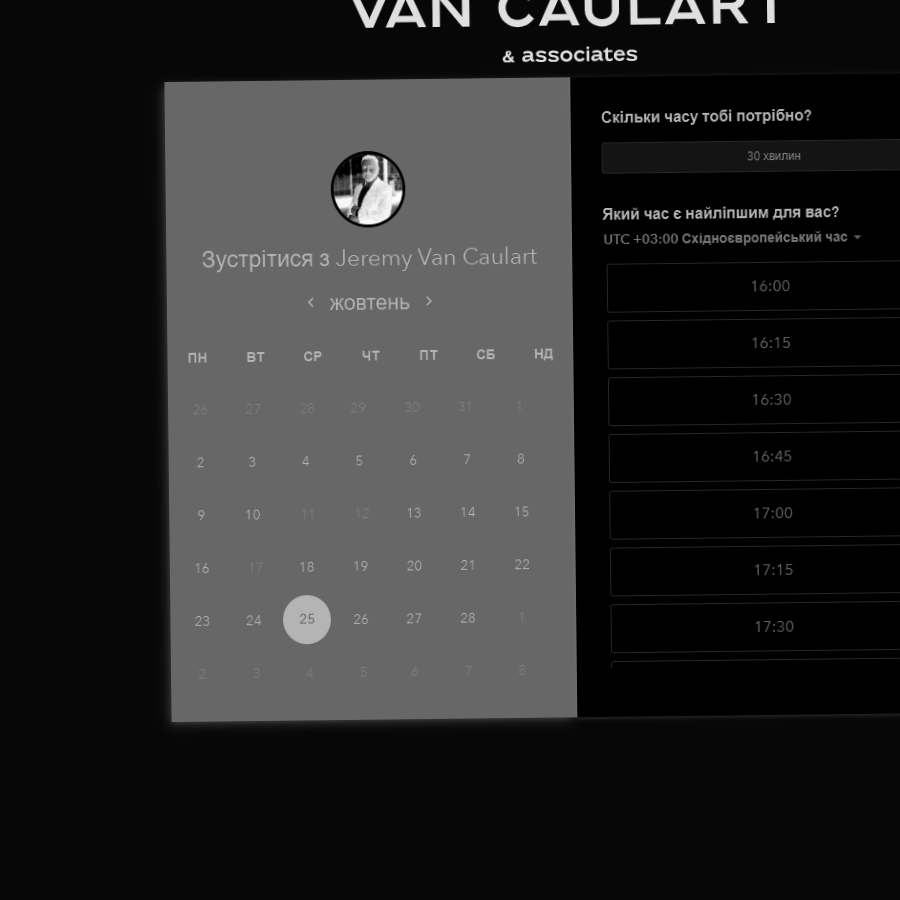 VAN CAULART
& associates
Зустрітися з Jeremy Van Caulart
жовтень
ПН ВТ СР ЧТ ПТ СБ НД
26 27 28 29 30 31 1
2 3 4 5 6 7 8
9 10 11 12 13 14 15
16 17 18 19 20 21 22
23 24 25 26 27 28 1
2 3 4 5 6 7 8
Скільки часу тобі потрібно?
30 хвилин
Який час є найліпшим для вас?
UTC +03:00 Східноєвропейський час
16:00
16:15
16:30
16:45
17:00
17:15
17:30